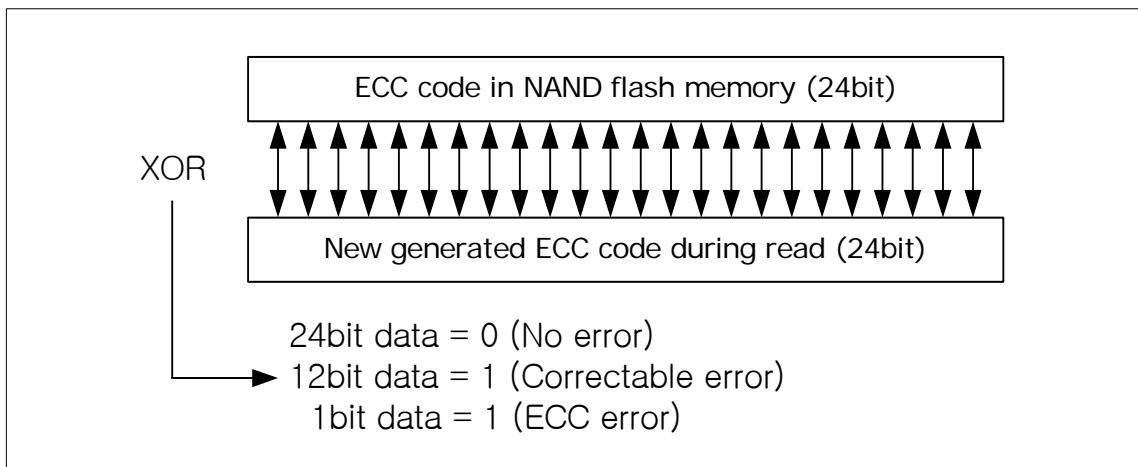 ECC code in NAND flash memory (24bit)
XOR
New generated ECC code during read (24bit)
24bit data = 0 (No error)
12bit data = 1 (Correctable error)
1bit data = 1 (ECC error)